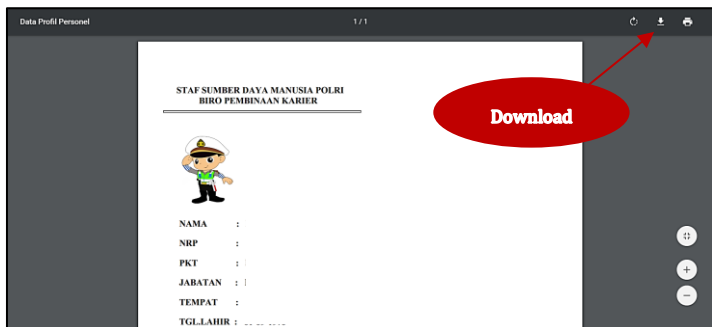 Data Profil Personel
1 / 1
STAF SUMBER DAYA MANUSIA POLRI
BIRO PEMBINAAN KARIER
Download
NAMA :
NRP :
PKT :
JABATAN :
TEMPAT :
TGL.LAHIR :